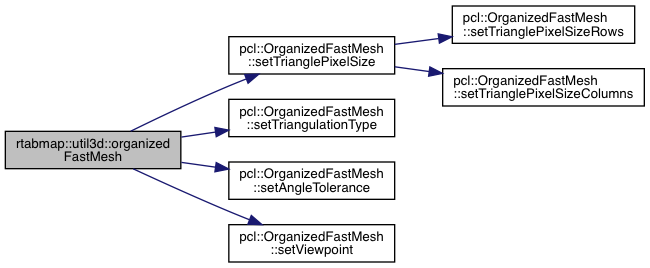 rtabmap::util3d::organized
FastMesh
pcl::OrganizedFastMesh
::setTrianglePixelSize
pcl::OrganizedFastMesh
::setTrianglePixelSizeRows
pcl::OrganizedFastMesh
::setTrianglePixelSizeColumns
pcl::OrganizedFastMesh
::setTriangulationType
pcl::OrganizedFastMesh
::setAngleTolerance
pcl::OrganizedFastMesh
::setViewpoint